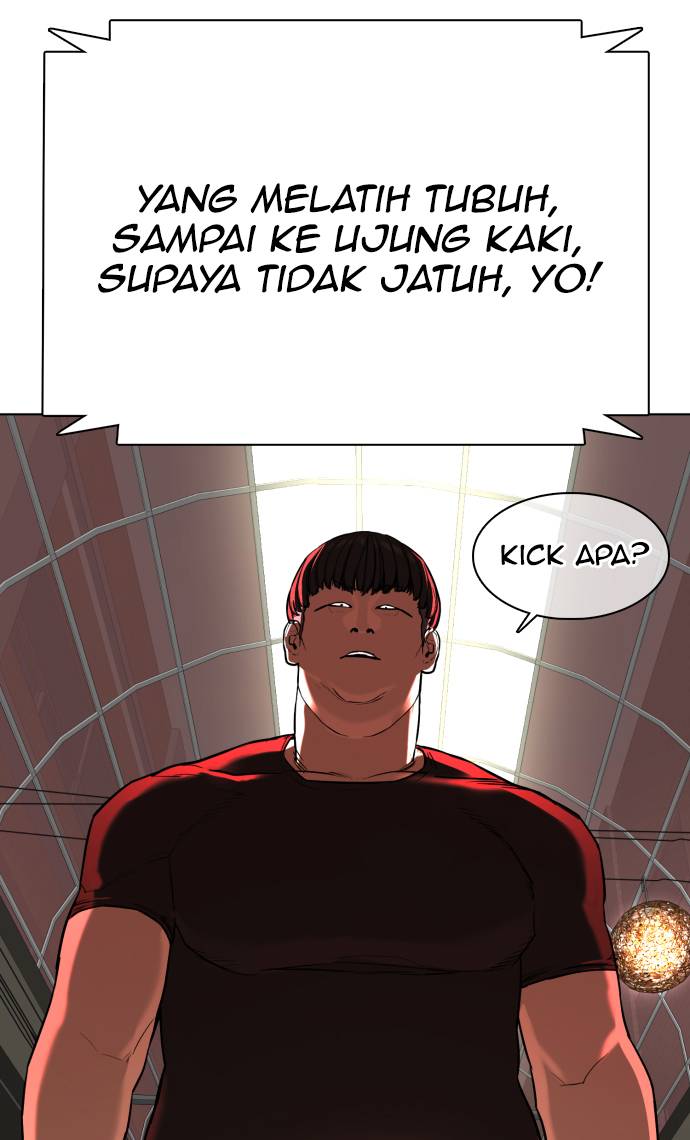 YANG MELATIH TUBUH,
SAMPAI KE UJUNG KAKI,
SUPAYA TIDAK JATUH, YO!
KICK APA?